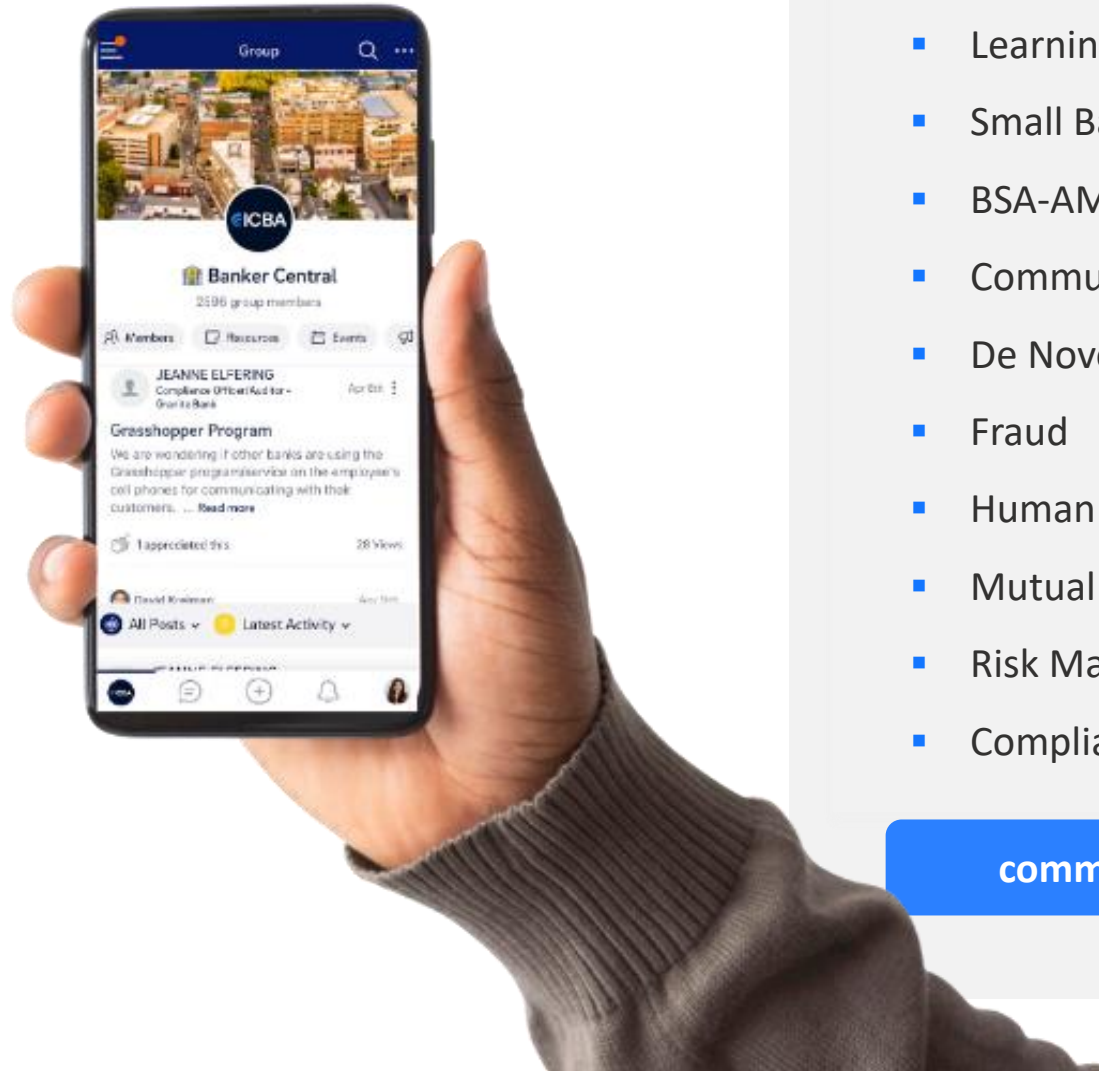 Group
ICBA
Banker Central
2596 group members
Members Resources Events
JEANNE ELFERING
Compliance Officer/Auditor -
Granite Bank
Apr 8th
Grasshopper Program
We are wondering if other banks are using the
Grasshopper program/service on the employee's
cell phones for communicating with their
customers. ... Read more
1 appreciated this
28 Views
David
All Posts
Latest Activity
Learnin
Small Ba
BSA-AM
Commu
De Novo
Fraud
Human
Mutual
Risk Ma
Complia
comm